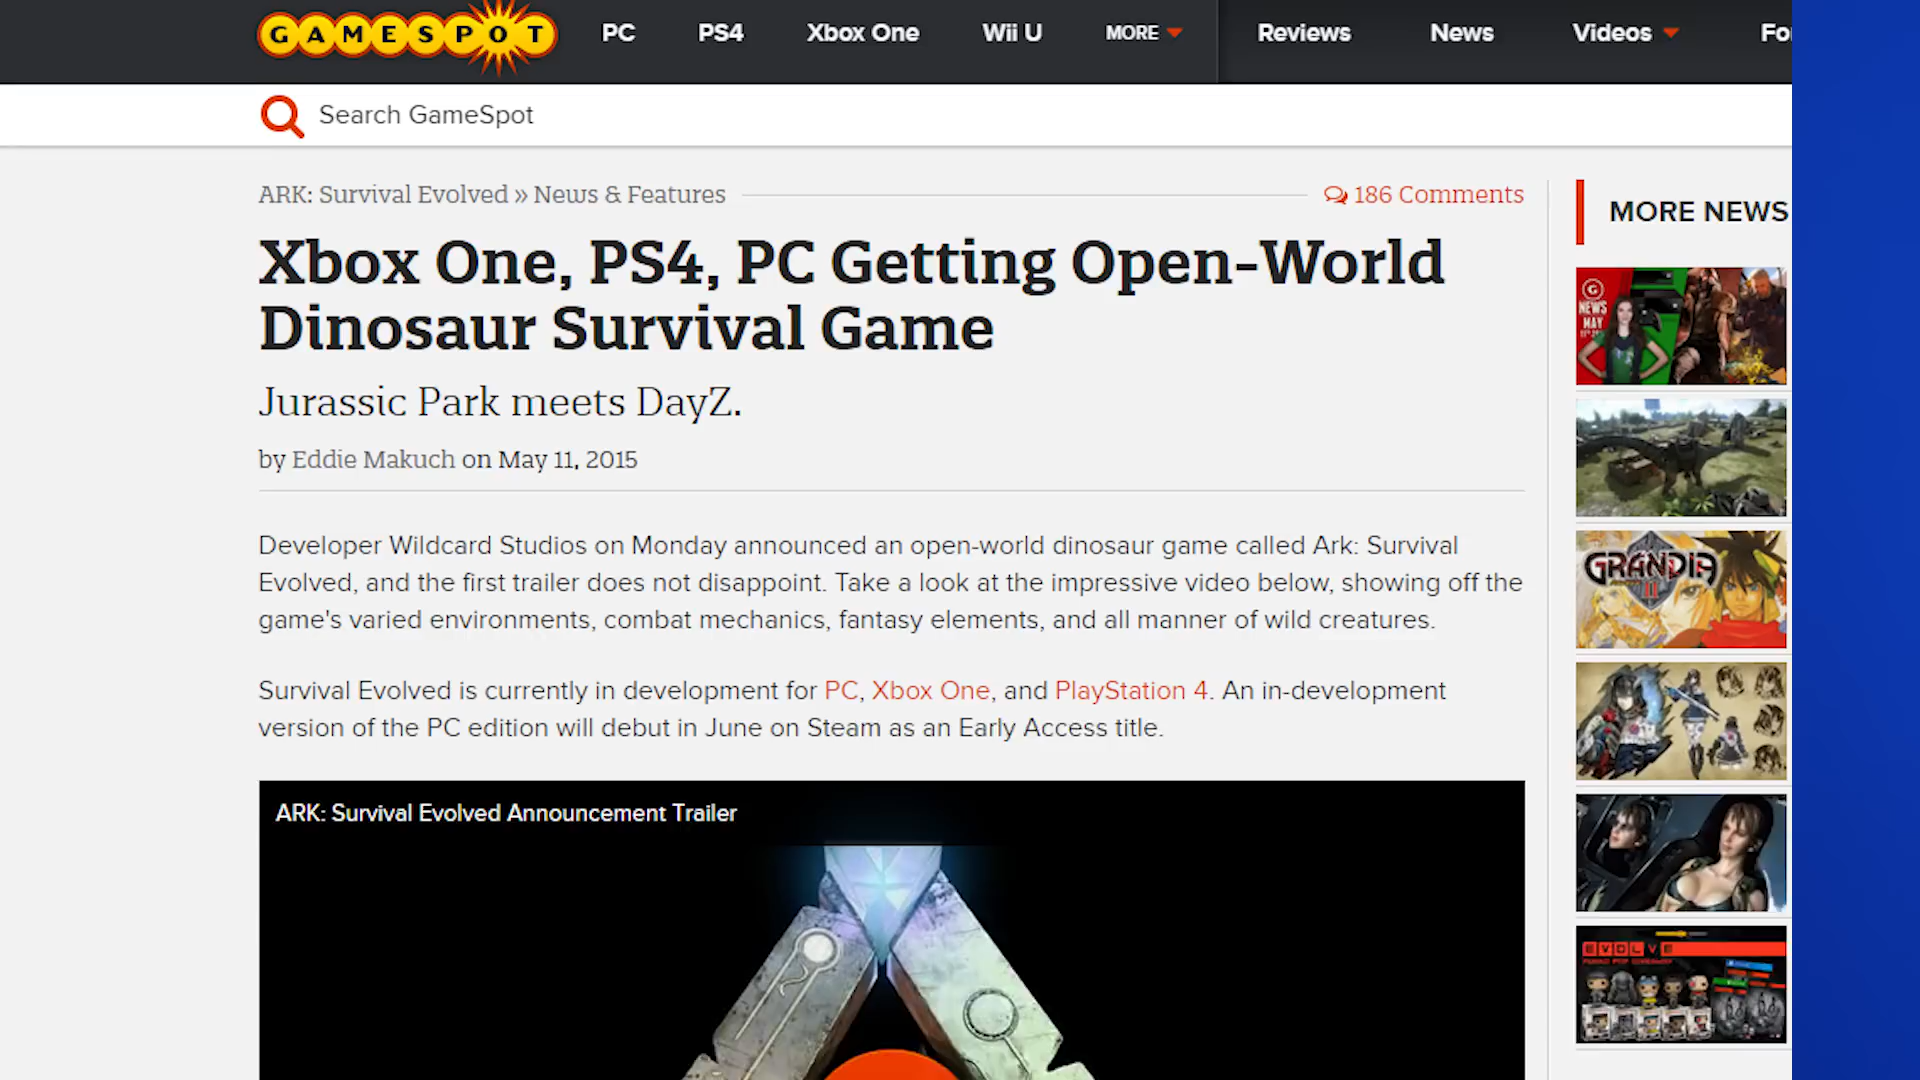 GAMESPOT
PC PS4 Xbox One Wii U MORE Reviews News Videos Fo
Search GameSpot
ARK: Survival Evolved » News & Features 186 Comments
Xbox One, PS4, PC Getting Open-World
Dinosaur Survival Game
Jurassic Park meets DayZ.
by Eddie Makuch on May 11, 2015
Developer Wildcard Studios on Monday announced an open-world dinosaur game called Ark: Survival
Evolved, and the first trailer does not disappoint. Take a look at the impressive video below, showing off the
game's varied environments, combat mechanics, fantasy elements, and all manner of wild creatures.
Survival Evolved is currently in development for PC, Xbox One, and PlayStation 4. An in-development
version of the PC edition will debut in June on Steam as an Early Access title.
ARK: Survival Evolved Announcement Trailer
MORE NEWS
NEWS
MAY
GRANDIA
II
EVOLVE